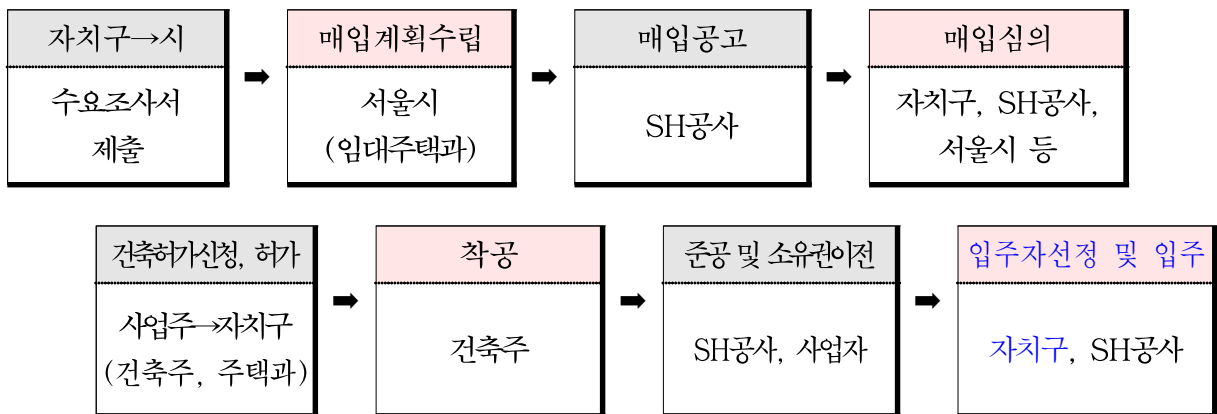 자치구→시
수요조사서
제출
매입계획수립
서울시
(임대주택과)
매입공고
SH공사
매입심의
자치구, SH공사,
서울시 등
건축허가신청, 허가
사업주→자치구
(건축주, 주택과)
착공
건축주
준공 및 소유권이전
SH공사, 사업자
입주자선정 및 입주
자치구, SH공사